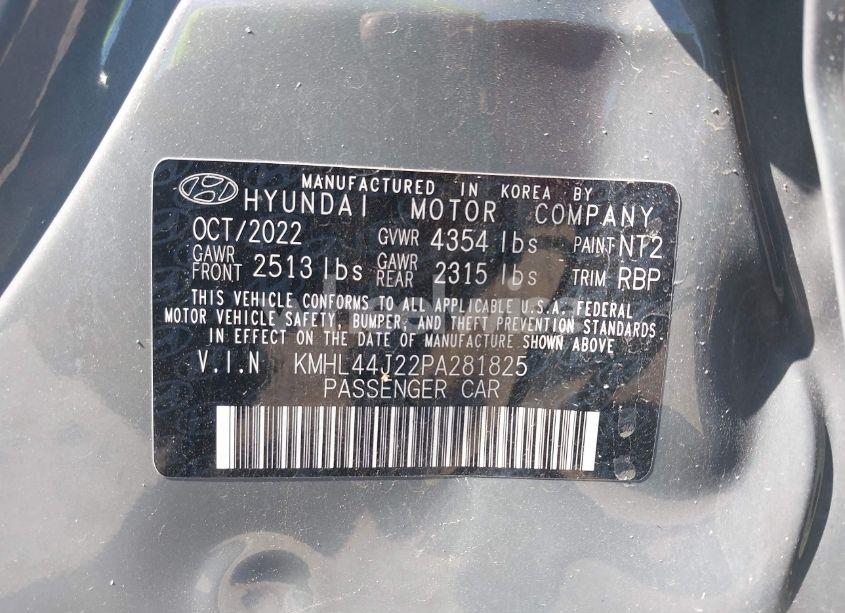 MANUFACTURED IN KOREA BY
HYUNDAI MOTOR COMPANY
OCT/2022 GVWR 4354 lbs PAINT NT2
GAWR FRONT 2513 lbs GAWR REAR 2315 lbs TRIM RBP
THIS VEHICLE CONFORMS TO ALL APPLICABLE U.S.A. FEDERAL
MOTOR VEHICLE SAFETY, BUMPER, AND THEFT PREVENTION STANDARDS
IN EFFECT ON THE DATE OF MANUFACTURE SHOWN ABOVE
V.I.N KMHL44J22PA281825
PASSENGER CAR